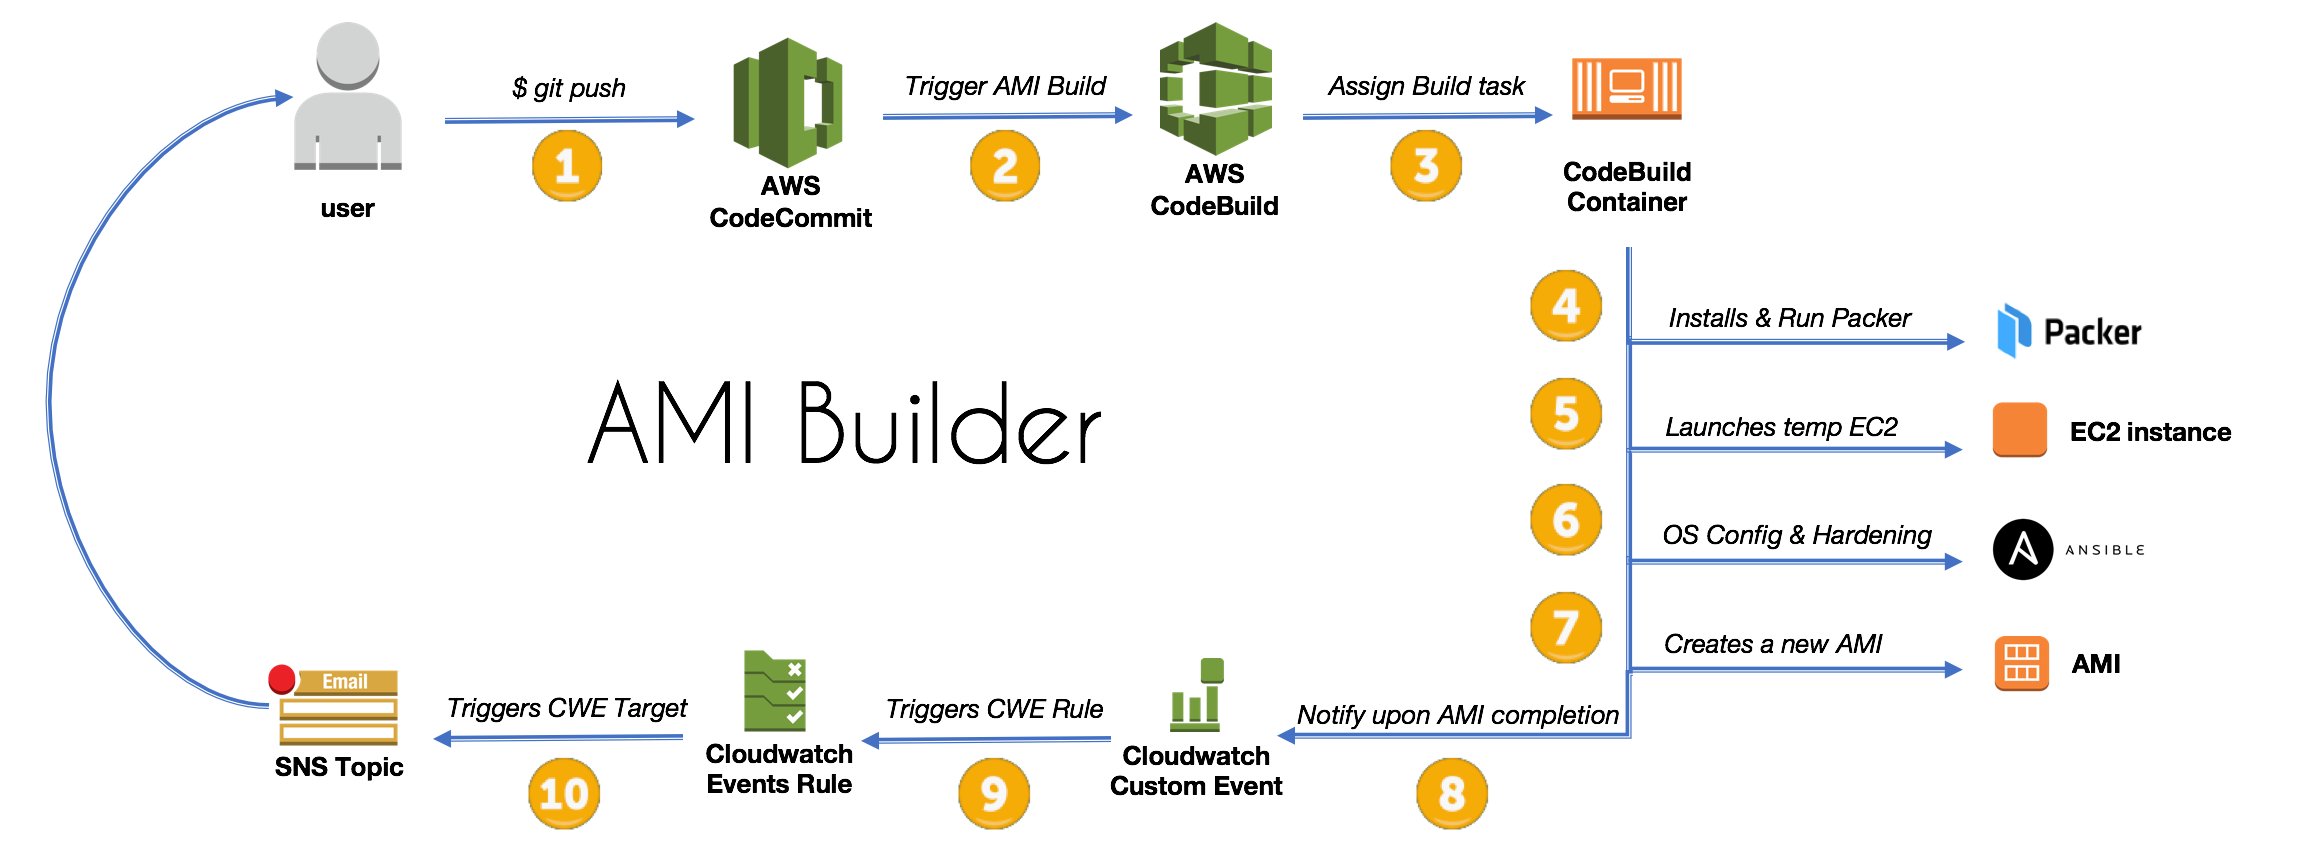 $ git push
Trigger AMI Build
Assign Build task
1
2
3
user
AWS
CodeCommit
AWS
CodeBuild
CodeBuild
Container
4
Installs & Run Packer
Packer
5
Launches temp EC2
EC2 instance
AMI Builder
6
OS Config & Hardening
ANSIBLE
7
Creates a new AMI
AMI
Notify upon AMI completion
8
Cloudwatch
Custom Event
Triggers CWE Rule
9
Cloudwatch
Events Rule
Triggers CWE Target
10
Email
SNS Topic